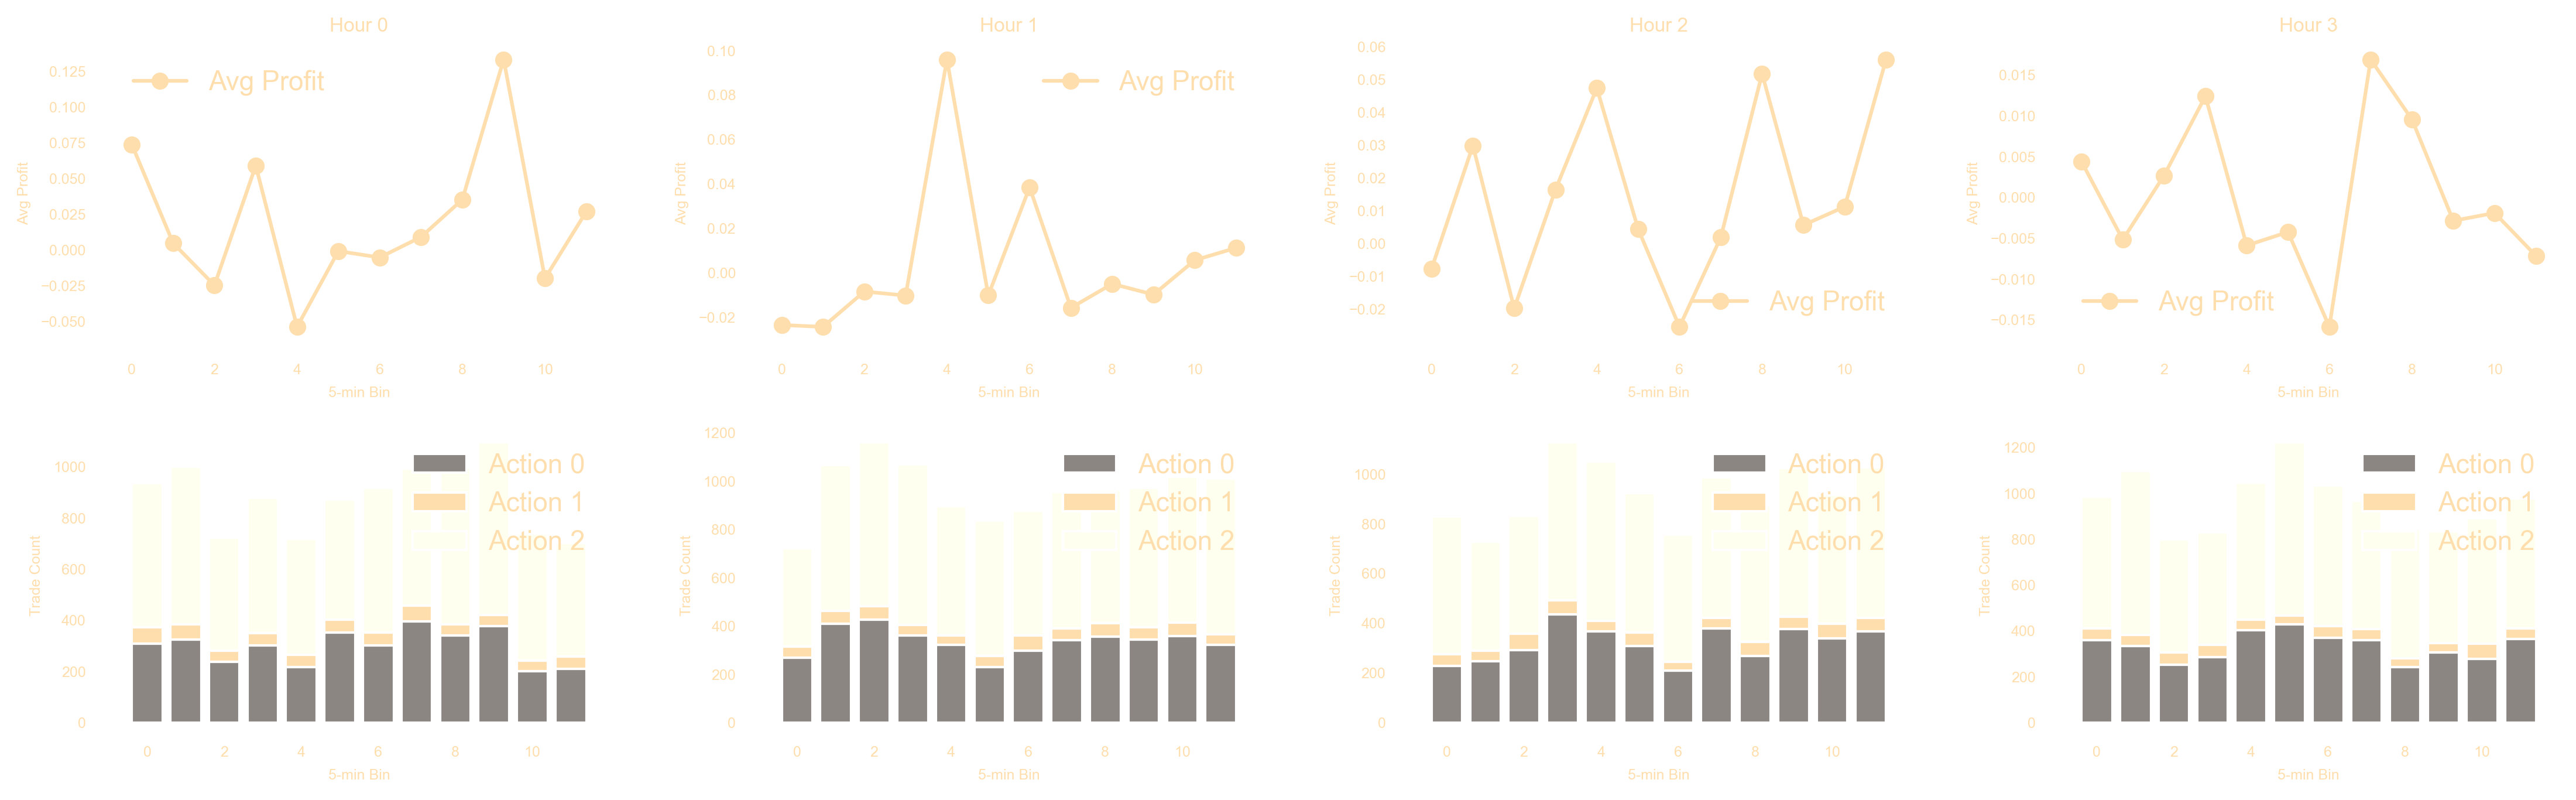 Hour 0
Hour 1
Hour 2
Hour 3
Avg Profit
0.125
0.100
0.075
0.050
0.025
0.000
−0.025
−0.050
Avg Profit
0 2 4 6 8 10
5-min Bin
Avg Profit
0.10
0.08
0.06
0.04
0.02
0.00
−0.02
Avg Profit
0 2 4 6 8 10
5-min Bin
Avg Profit
0.06
0.05
0.04
0.03
0.02
0.01
0.00
−0.01
−0.02
Avg Profit
0 2 4 6 8 10
5-min Bin
Avg Profit
0.015
0.010
0.005
0.000
−0.005
−0.010
−0.015
Avg Profit
0 2 4 6 8 10
5-min Bin
Trade Count
1000
800
600
400
200
0
Action 0
Action 1
Action 2
0 2 4 6 8 10
5-min Bin
Trade Count
1200
1000
800
600
400
200
0
Action 0
Action 1
Action 2
0 2 4 6 8 10
5-min Bin
Trade Count
1000
800
600
400
200
0
Action 0
Action 1
Action 2
0 2 4 6 8 10
5-min Bin
Trade Count
1200
1000
800
600
400
200
0
Action 0
Action 1
Action 2
0 2 4 6 8 10
5-min Bin